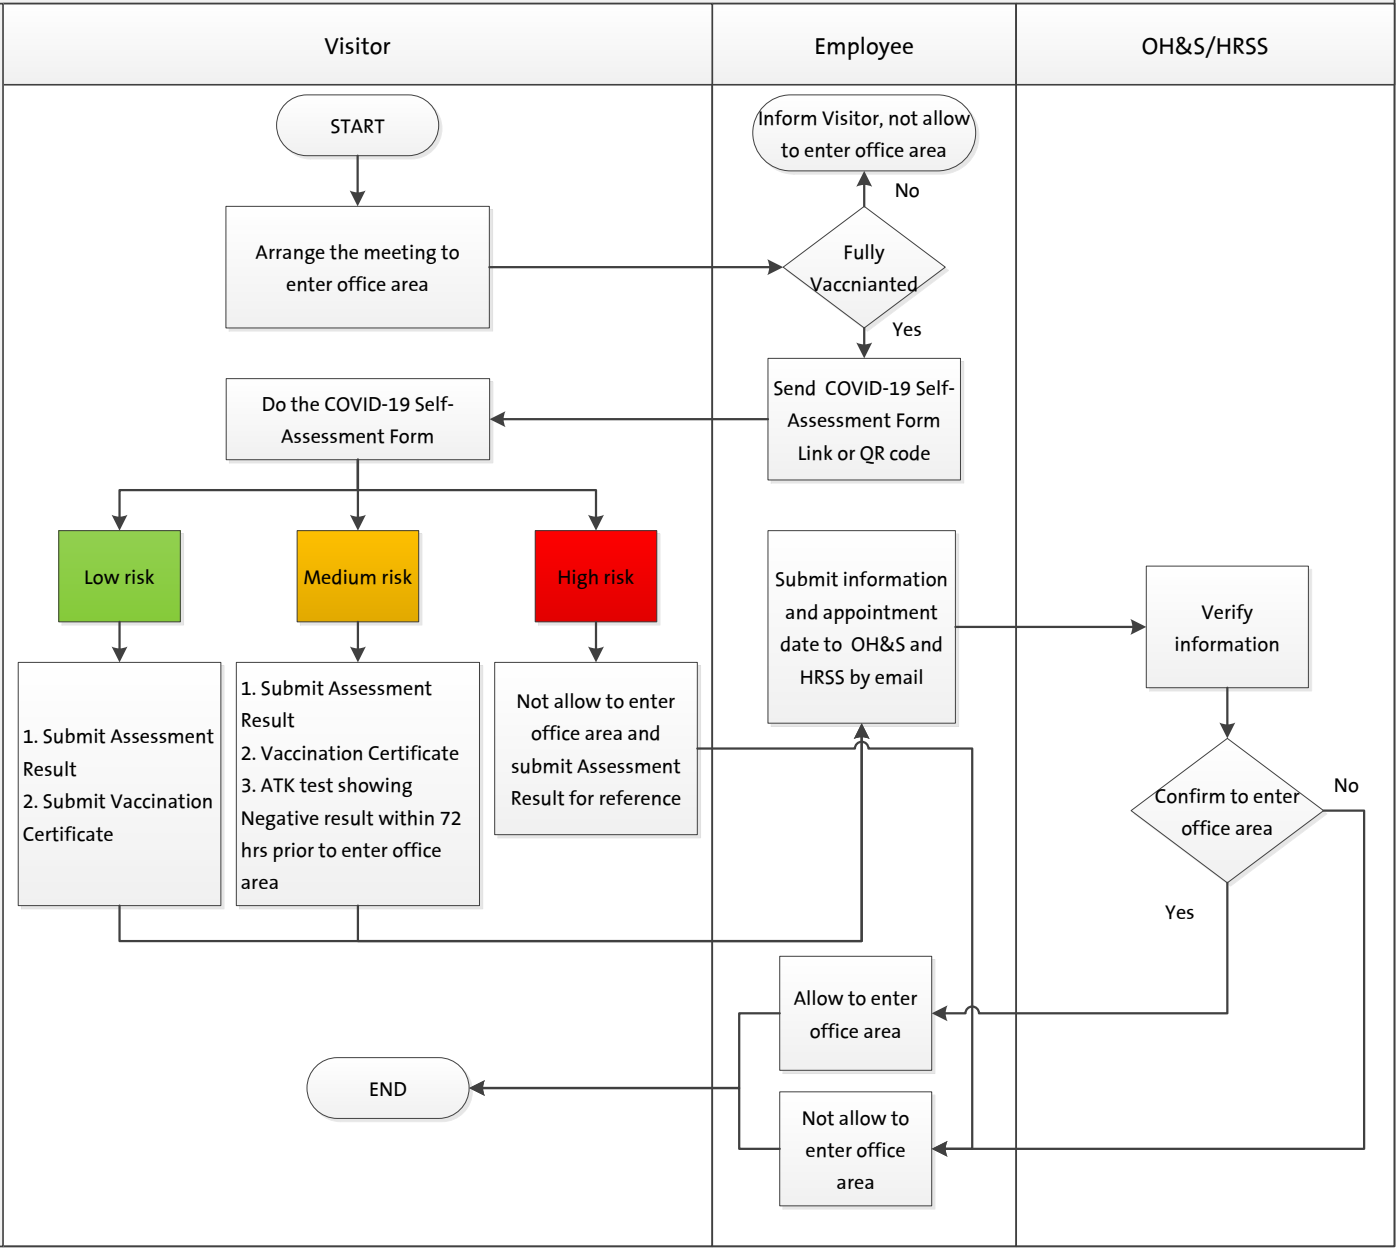 Visitor
Employee
OH&S/HRSS
START
Inform Visitor, not allow
to enter office area
No
Arrange the meeting to
enter office area
Fully
Vaccnianted
Yes
Do the COVID-19 Self-
Assessment Form
Send COVID-19 Self-
Assessment Form
Link or QR code
Low risk
Medium risk
High risk
Submit information
and appointment
date to OH&S and
HRSS by email
Verify
information
1. Submit Assessment
Result
2. Submit Vaccination
Certificate
1. Submit Assessment
Result
2. Vaccination Certificate
3. ATK test showing
Negative result within 72
hrs prior to enter office
area
Not allow to enter
office area and
submit Assessment
Result for reference
Confirm to enter
office area
No
Yes
Allow to enter
office area
END
Not allow to
enter office
area